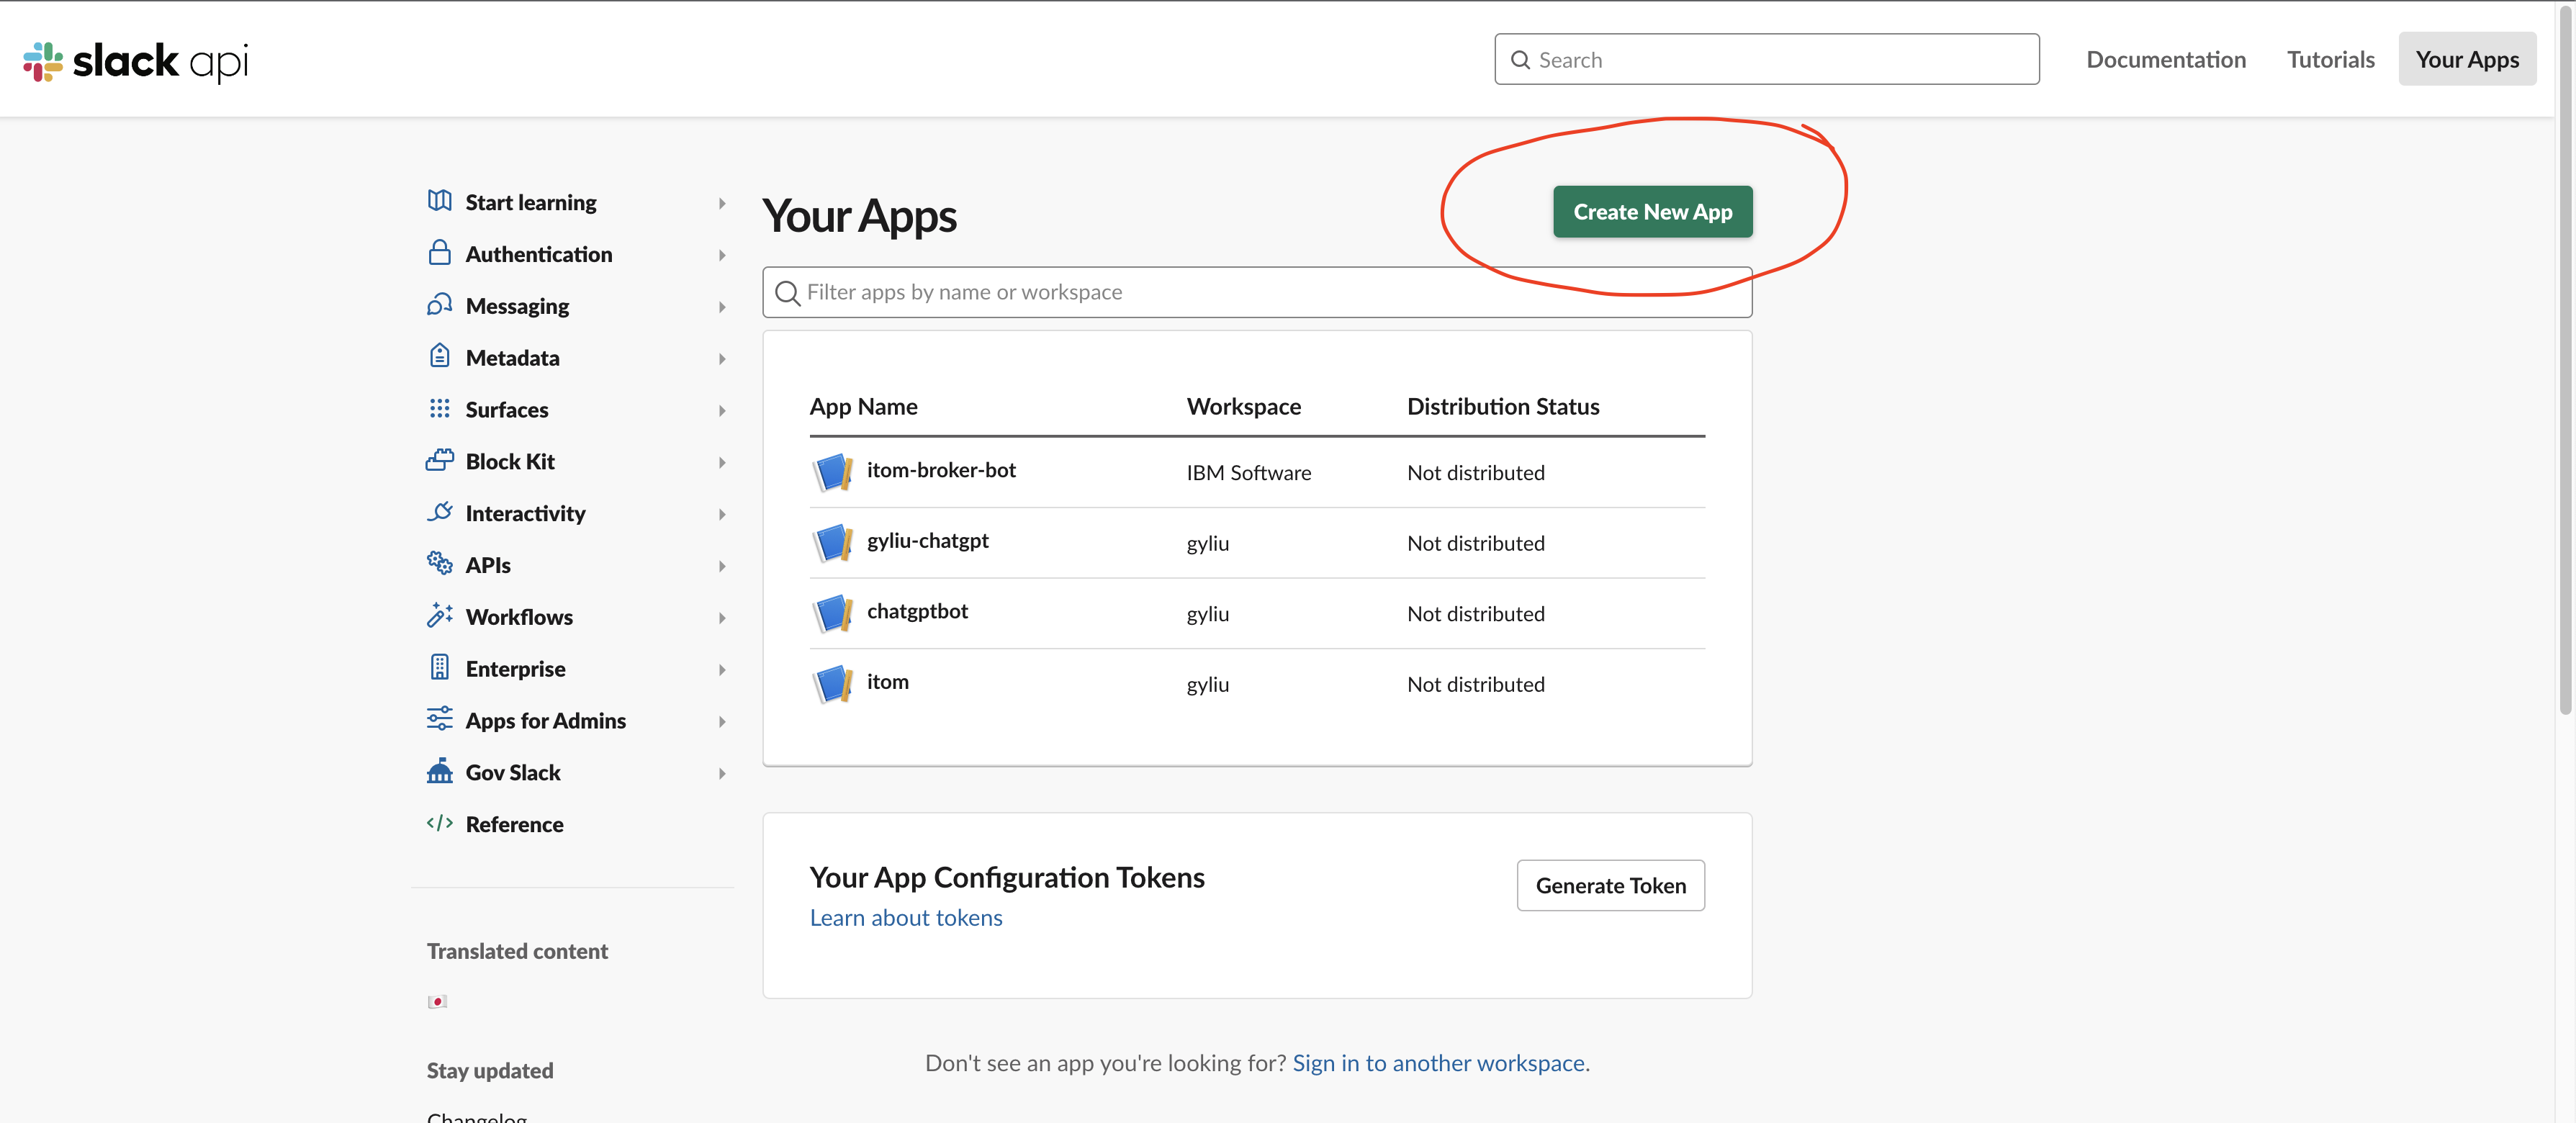 slack api
Search
Documentation
Tutorials
Your Apps
Start learning
Authentication
Messaging
Metadata
Surfaces
Block Kit
Interactivity
APIs
Workflows
Enterprise
Apps for Admins
Gov Slack
Reference
Translated content
Stay updated
Changelog
Your Apps
Create New App
Filter apps by name or workspace
App Name Workspace Distribution Status
itom-broker-bot IBM Software Not distributed
gyliu-chatgpt gyliu Not distributed
chatgptbot gyliu Not distributed
itom gyliu Not distributed
Your App Configuration Tokens
Generate Token
Learn about tokens
Don't see an app you're looking for? Sign in to another workspace.